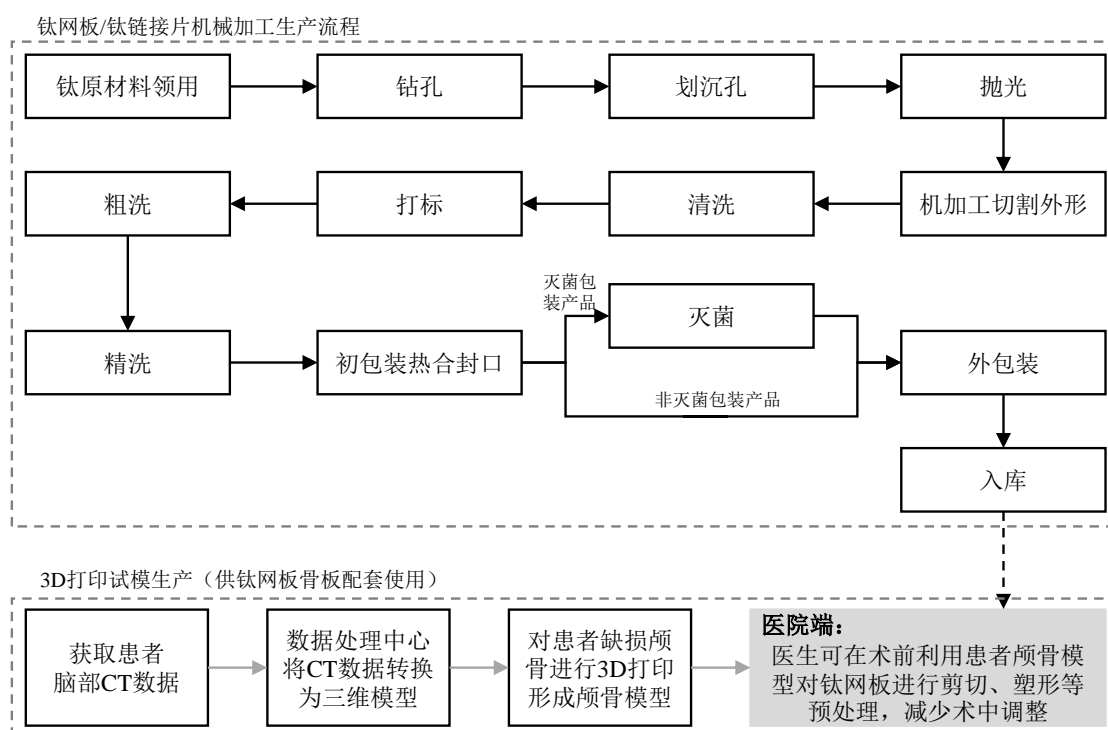 钛网板/钛链接片机械加工生产流程
钛原材料领用
钻孔
划沉孔
抛光
粗洗
打标
清洗
机加工切割外形
灭菌包
装产品
灭菌
精洗
初包装热合封口
外包装
非灭菌包装产品
入库
3D打印试模生产（供钛网板骨板配套使用）
获取患者
脑部CT数据
数据处理中心
将CT数据转换
为三维模型
对患者缺损颅
骨进行3D打印
形成颅骨模型
医院端：
医生可在术前利用患者颅骨模
型对钛网板进行剪切、塑形等
预处理，减少术中调整